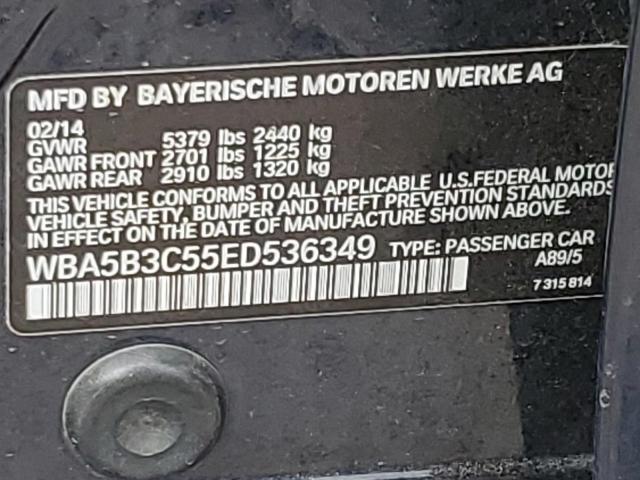 MFD BY BAYERISCHE MOTOREN WERKE AG
02/14
GVWR 5379 lbs 2440 kg
GAWR FRONT 2701 lbs 1225 kg
GAWR REAR 2910 lbs 1320 kg
THIS VEHICLE CONFORMS TO ALL APPLICABLE U.S.FEDERAL MOTOR
VEHICLE SAFETY, BUMPER AND THEFT PREVENTION STANDARDS
IN EFFECT ON THE DATE OF MANUFACTURE SHOWN ABOVE.
WBA5B3C55ED536349 TYPE: PASSENGER CAR
A89/5
7 315 814